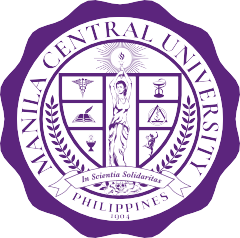 MANILA CENTRAL UNIVERSITY
In Scientia Solidaritas
PHILIPPINES
1904